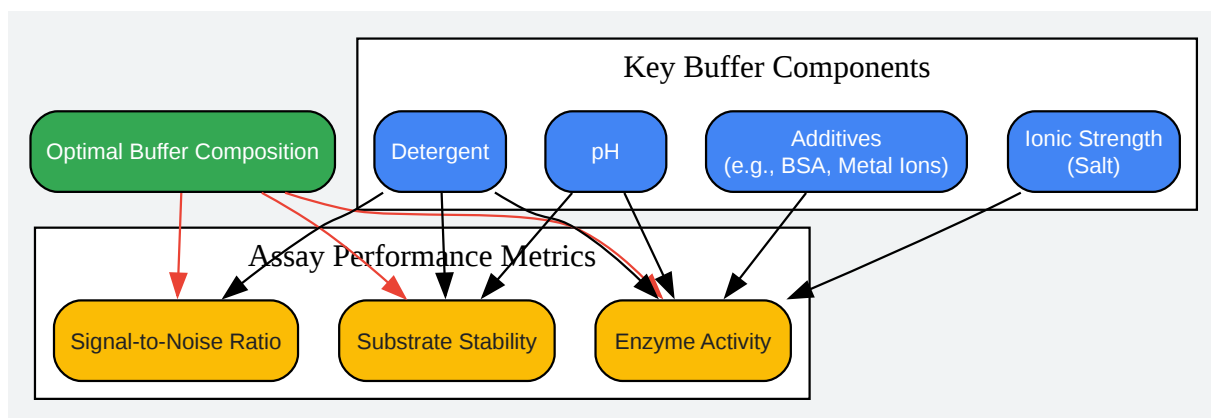 Key Buffer Components
Optimal Buffer Composition
Detergent
pH
Additives
(e.g., BSA, Metal Ions)
Ionic Strength
(Salt)
Assay Performance Metrics
Signal-to-Noise Ratio
Substrate Stability
Enzyme Activity